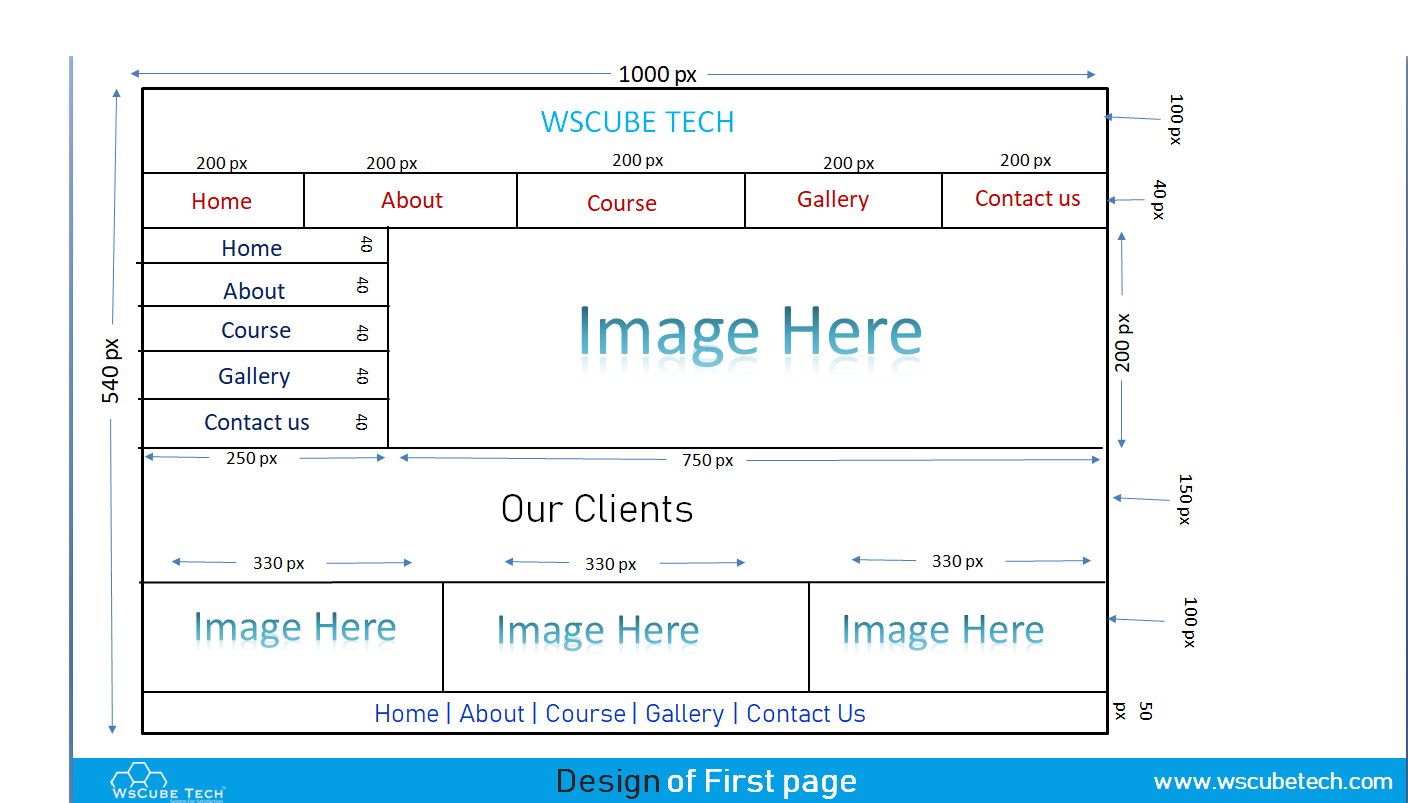 1000 px
WSCUBE TECH
100 px
200 px 200 px 200 px 200 px 200 px
Home About Course Gallery Contact us
40 px
Home 40
About 40
Course 40
Gallery 40
Contact us 40
Image Here
200 px
540 px
250 px 750 px
Our Clients
150 px
330 px 330 px 330 px
Image Here Image Here Image Here
100 px
Home | About | Course | Gallery | Contact Us
50
px
WSCUBE TECH
System For Satisfaction
Design of First page
www.wscubetech.com